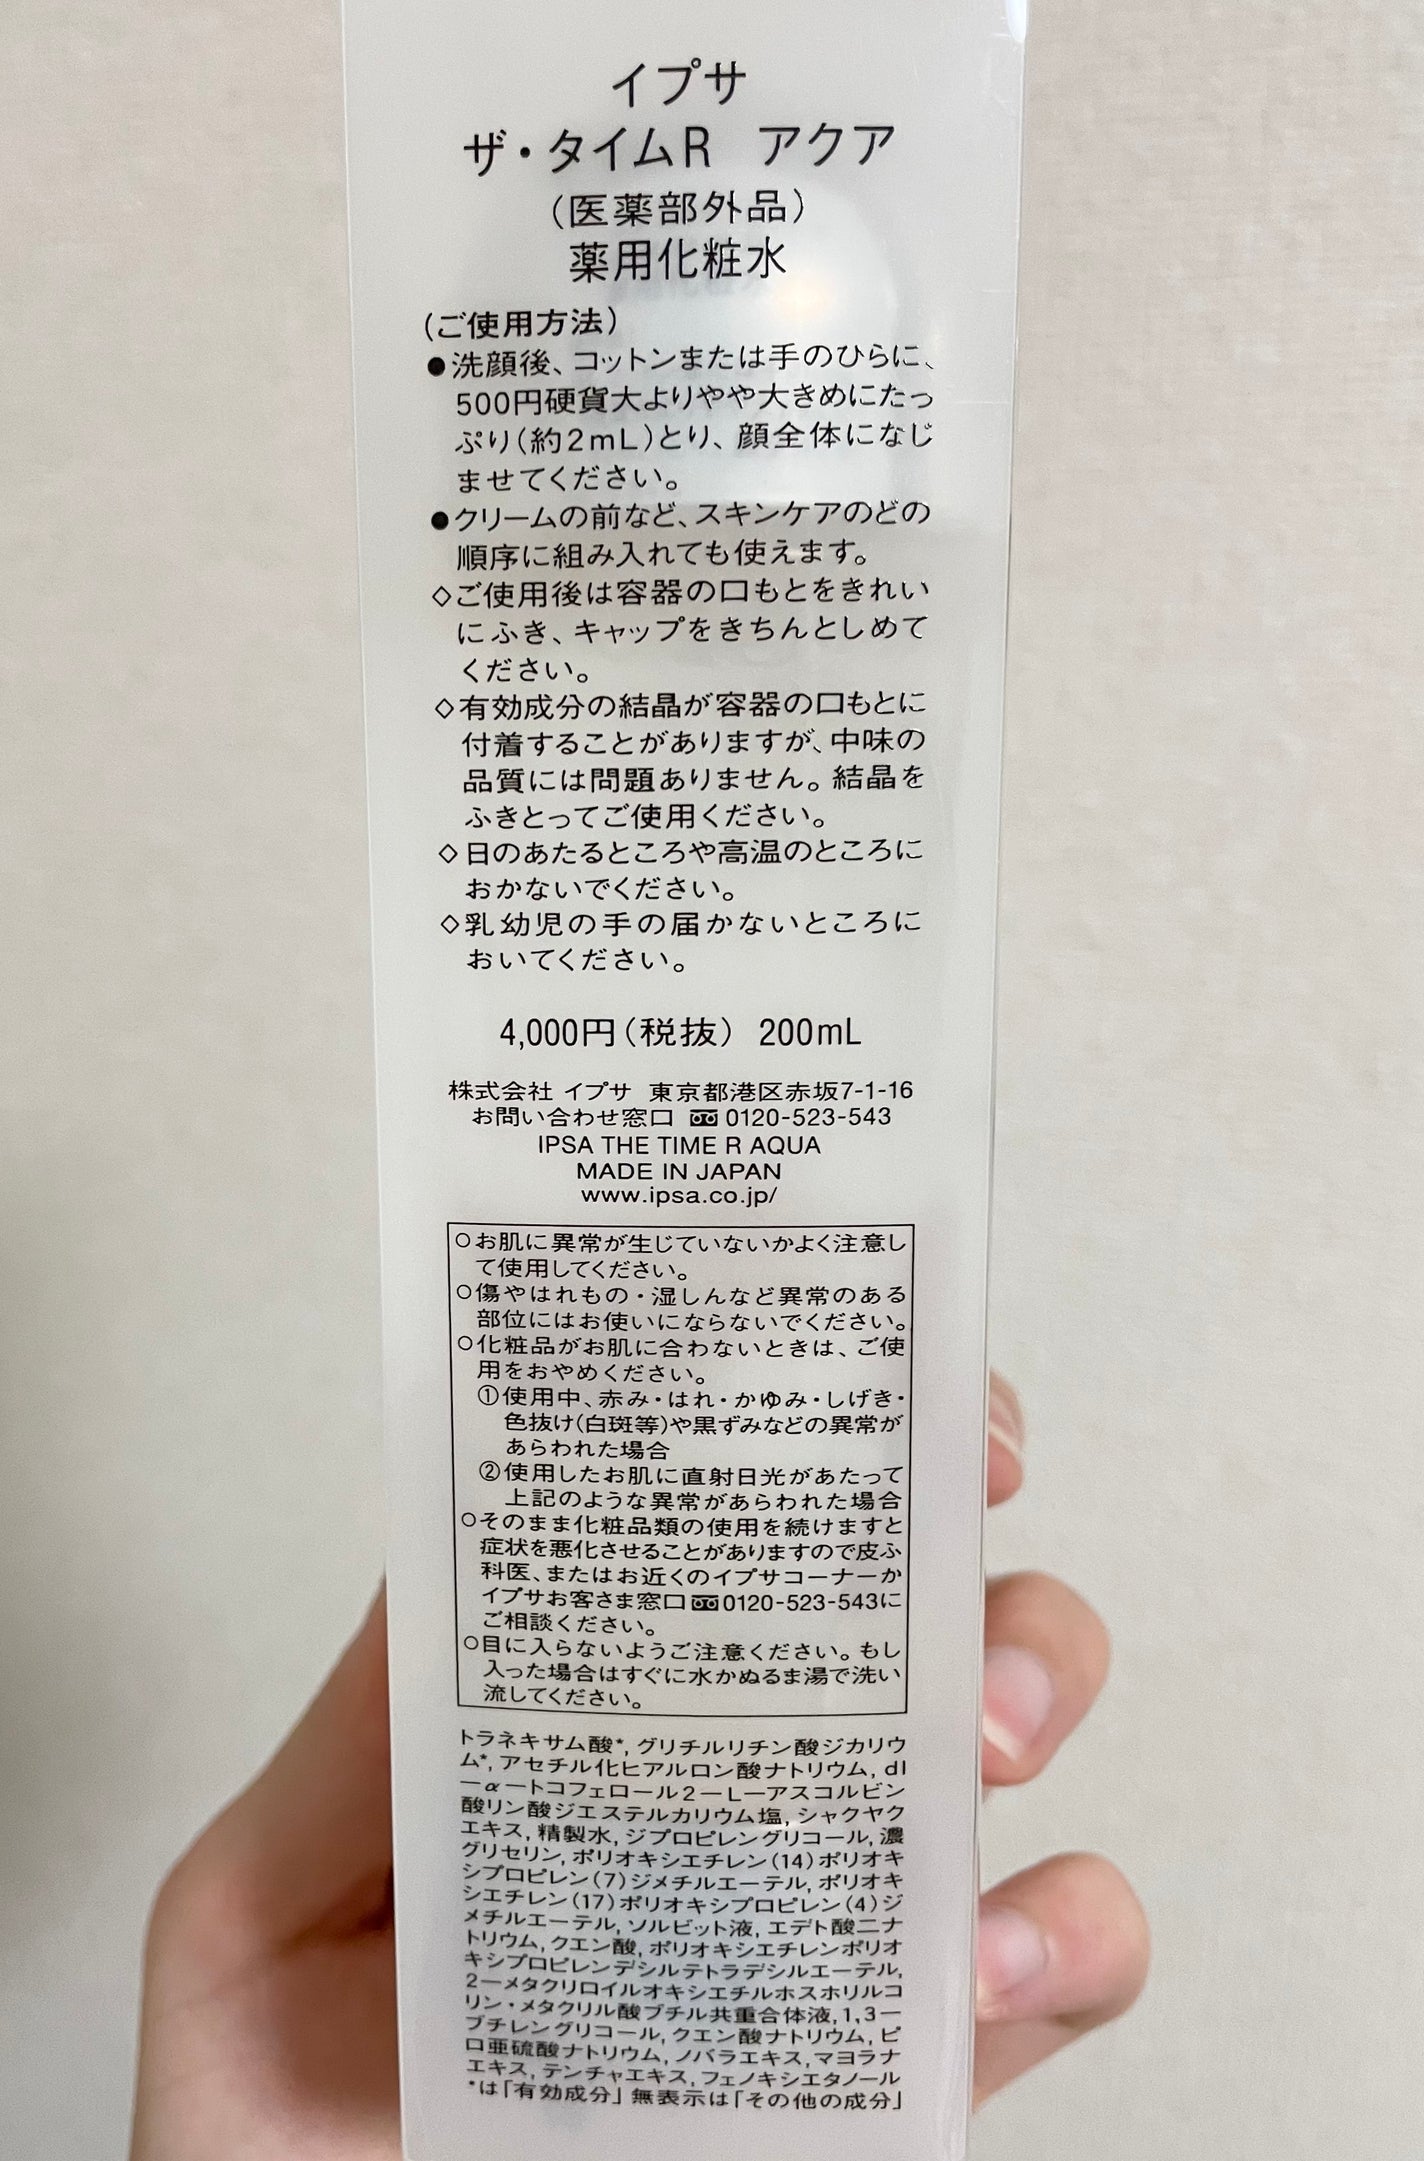 イプサ
ザ・タイムR アクア
（医薬部外品）
薬用化粧水
（ご使用方法）
●洗顔後、コットンまたは手のひらに、
500円硬貨大よりやや大きめにたっ
ぷり（約2mL）とり、顔全体になじ
ませてください。
●クリームの前など、スキンケアのどの
順序に組み入れても使えます。
◇ご使用後は容器の口もとをきれい
にふき、キャップをきちんとしめて
ください。
◇有効成分の結晶が容器の口もとに
付着することがありますが、中味の
品質には問題ありません。結晶を
ふきとってご使用ください。
◇日のあたるところや高温のところに
おかないでください。
◇乳幼児の手の届かないところに
おいてください。
4,000円（税抜） 200mL
株式会社 イプサ 東京都港区赤坂7-1-16
お問い合わせ窓口 0120-523-543
IPSA THE TIME R AQUA
MADE IN JAPAN
www.ipsa.co.jp/
○お肌に異常が生じていないかよく注意し
て使用してください。
○傷やはれもの・湿しんなど異常のある
部位にはお使いにならないでください。
○化粧品がお肌に合わないときは、ご使
用をおやめください。
①使用中、赤み・はれ・かゆみ・しげき・
色抜け（白斑等）や黒ずみなどの異常が
あらわれた場合
②使用したお肌に直射日光があたって
上記のような異常があらわれた場合
○そのまま化粧品類の使用を続けますと
症状を悪化させることがありますので皮ふ
科医、またはお近くのイプサコーナーか
イプサお客さま窓口 0120-523-543に
ご相談ください。
○目に入らないようご注意ください。もし
入った場合はすぐに水かぬるま湯で洗い
流してください。
トラネキサム酸*, グリチルリチン酸ジカリウ
ム*, アセチル化ヒアルロン酸ナトリウム, dl
ーαートコフェロール2ーLーアスコルビン
酸リン酸ジエステルカリウム塩, シャクヤク
エキス, 精製水, ジプロピレングリコール, 濃
グリセリン, ポリオキシエチレン（14）ポリオキ
シプロピレン（7）ジメチルエーテル, ポリオキ
シエチレン（17）ポリオキシプロピレン（4）ジ
メチルエーテル, ソルビット液, エデト酸二ナ
トリウム, クエン酸, ポリオキシエチレンポリオ
キシプロピレンデシルテトラデシルエーテル,
2ーメタクリロイルオキシエチルホスホリルコ
リン・メタクリル酸ブチル共重合体液, 1,3ー
ブチレングリコール, クエン酸ナトリウム, ピ
ロ亜硫酸ナトリウム, ノバラエキス, マヨラナ
エキス, テンチャエキス, フェノキシエタノール
*は「有効成分」無表示は「その他の成分」